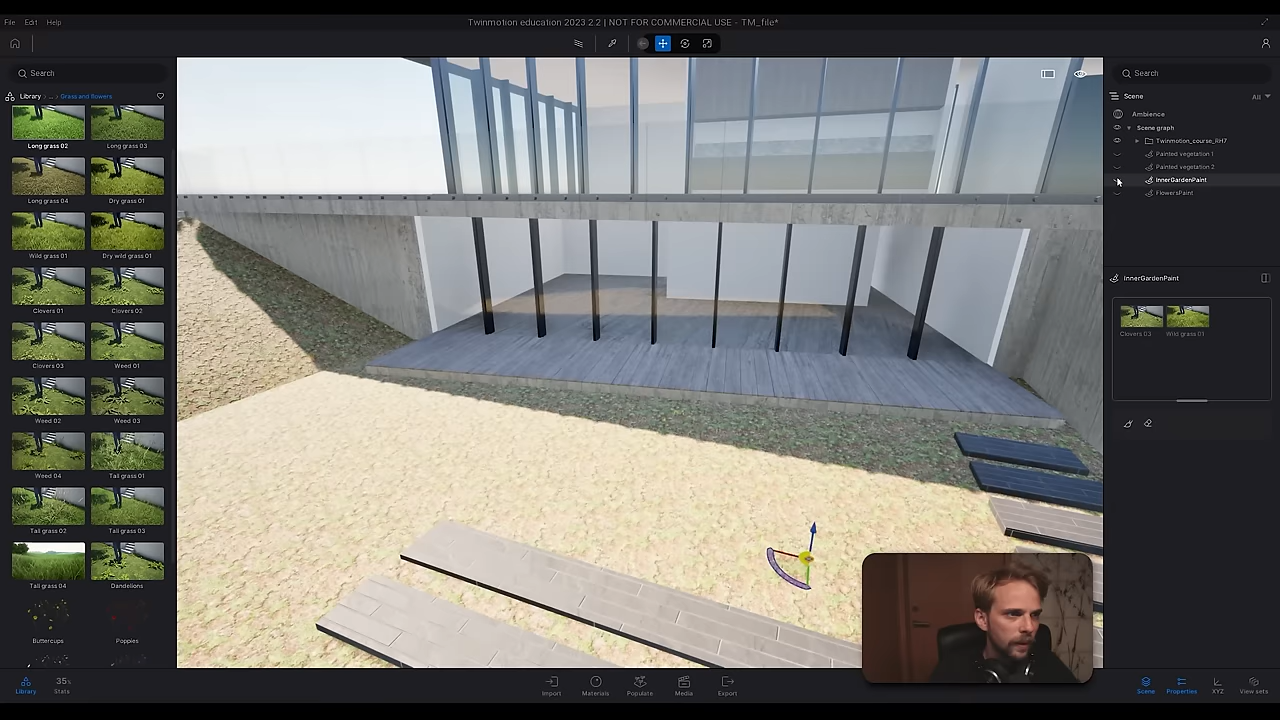 Twinmotion education 2023 2.2 | NOT FOR COMMERCIAL USE - TM_file*
File Edit Help
Search
Library > ... > Grass and flowers
Long grass 02
Long grass 03
Long grass 04
Dry grass 01
Wild grass 01
Dry wild grass 01
Clovers 01
Clovers 02
Clovers 03
Weed 01
Weed 02
Weed 03
Weed 04
Tall grass 01
Tall grass 02
Tall grass 03
Tall grass 04
Dandelions
Buttercups
Poppies
Search
Scene
All
Ambience
Scene graph
Twinmotion_course_RH7
Painted vegetation 1
Painted vegetation 2
InnerGardenPaint
FlowersPaint
InnerGardenPaint
Clovers 03
Wild grass 01
Library
35%
Stats
Import
Materials
Populate
Media
Export
Scene
Properties
XYZ
View sets